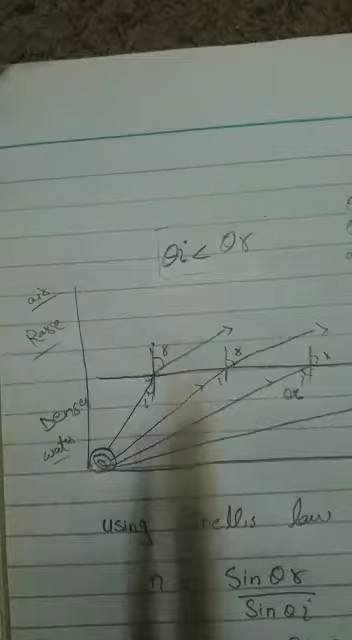 θi < θr
air
Rare
r r r
i i θc
Dense
water
using Snell's law
n = Sin θr / Sin θi